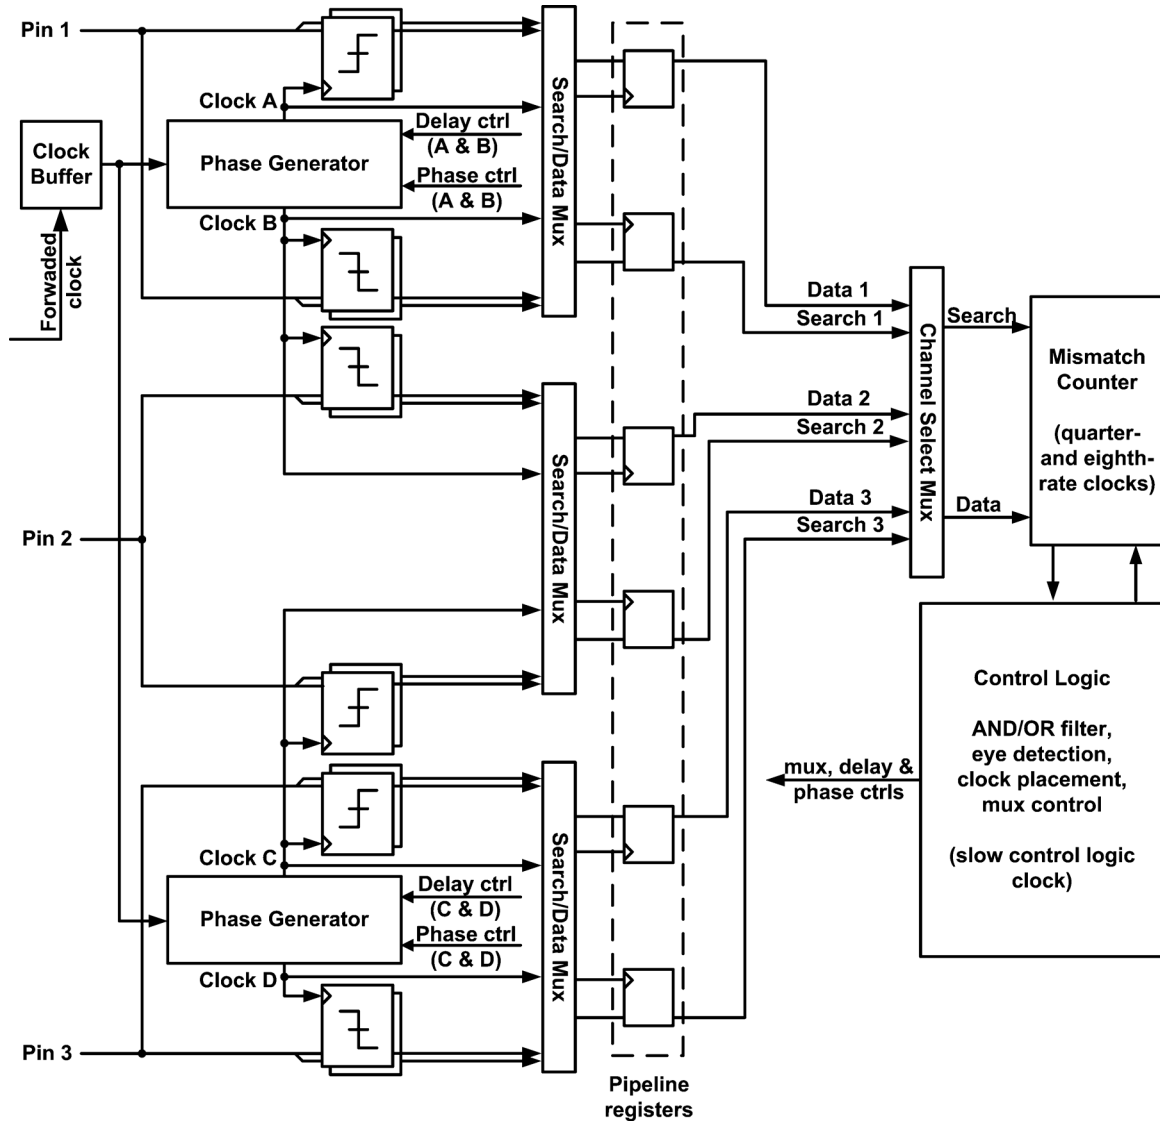 Pin 1
Clock A
Delay ctrl
(A & B)
Clock
Buffer
Phase Generator
Phase ctrl
(A & B)
Clock B
Forwaded
clock
Search/Data Mux
Data 1
Search 1
Search
Channel Select Mux
Mismatch
Counter
(quarter-
and eighth-
rate clocks)
Data 2
Search 2
Data 3
Search 3
Data
Pin 2
Search/Data Mux
Control Logic
AND/OR filter,
eye detection,
clock placement,
mux control
(slow control logic
clock)
mux, delay &
phase ctrls
Clock C
Delay ctrl
(C & D)
Phase Generator
Phase ctrl
(C & D)
Clock D
Search/Data Mux
Pin 3
Pipeline
registers